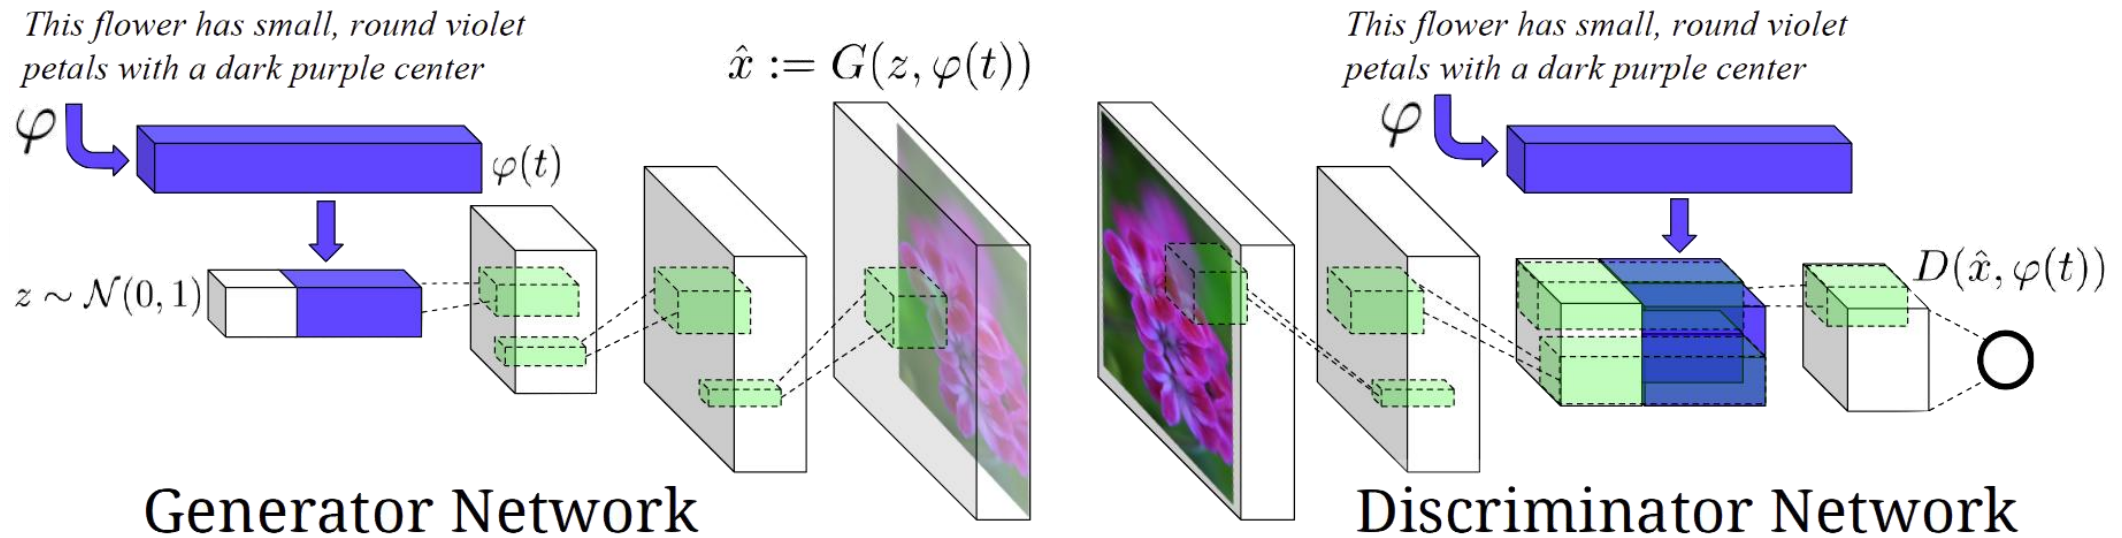 This flower has small, round violet
petals with a dark purple center
φ
φ(t)
z ~ 𝒩(0, 1)
x̂ := G(z, φ(t))
Generator Network
This flower has small, round violet
petals with a dark purple center
φ
D(x̂, φ(t))
Discriminator Network